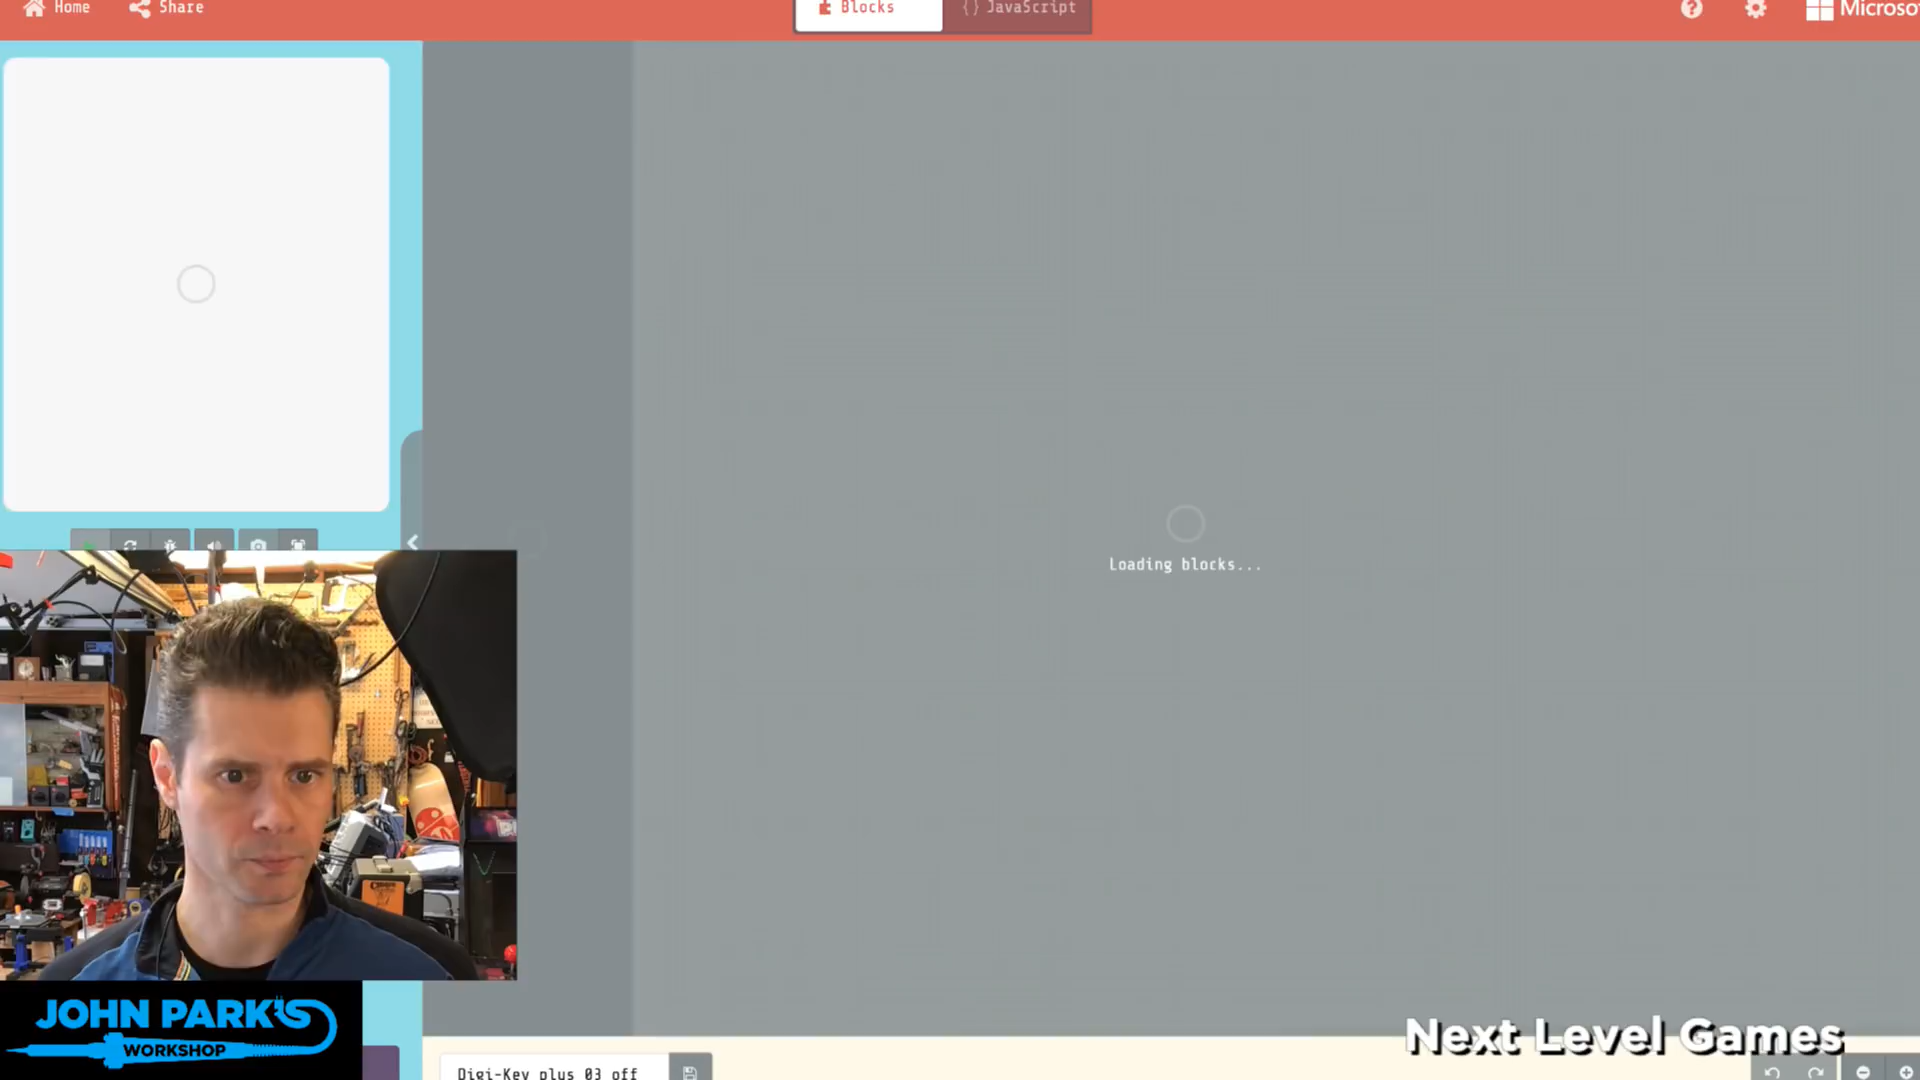 Home
Share
Blocks
{} JavaScript
Microso
Loading blocks...
JOHN PARK'S
WORKSHOP
Next Level Games
Digi-Key plus 03 off